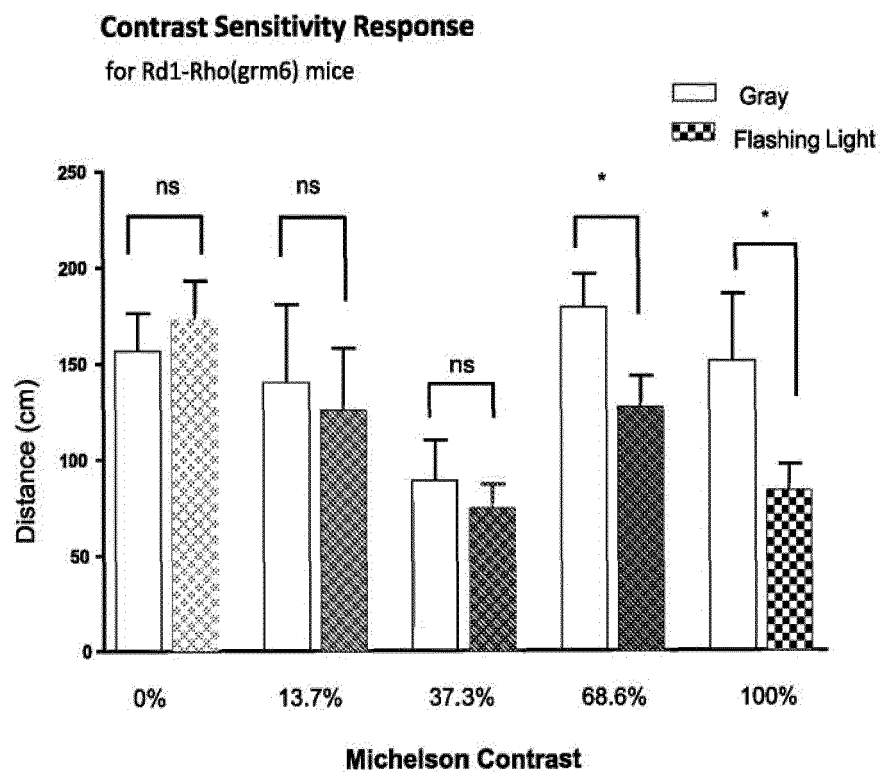 Contrast Sensitivity Response
for Rd1-Rho(grm6) mice
Gray
Flashing Light
250
200
150
100
50
0
Distance (cm)
ns
ns
ns
*
*
0%
13.7%
37.3%
68.6%
100%
Michelson Contrast